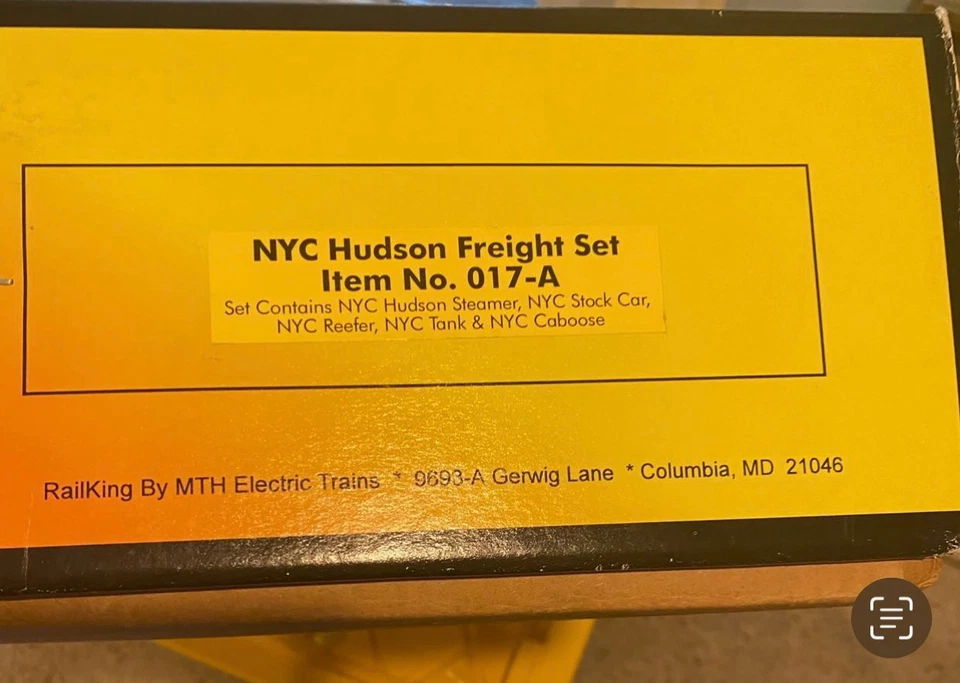 NYC Hudson Freight Set
Item No. 017-A
Set Contains NYC Hudson Steamer, NYC Stock Car,
NYC Reefer, NYC Tank & NYC Caboose
RailKing By MTH Electric Trains * 9693-A Gerwig Lane * Columbia, MD 21046